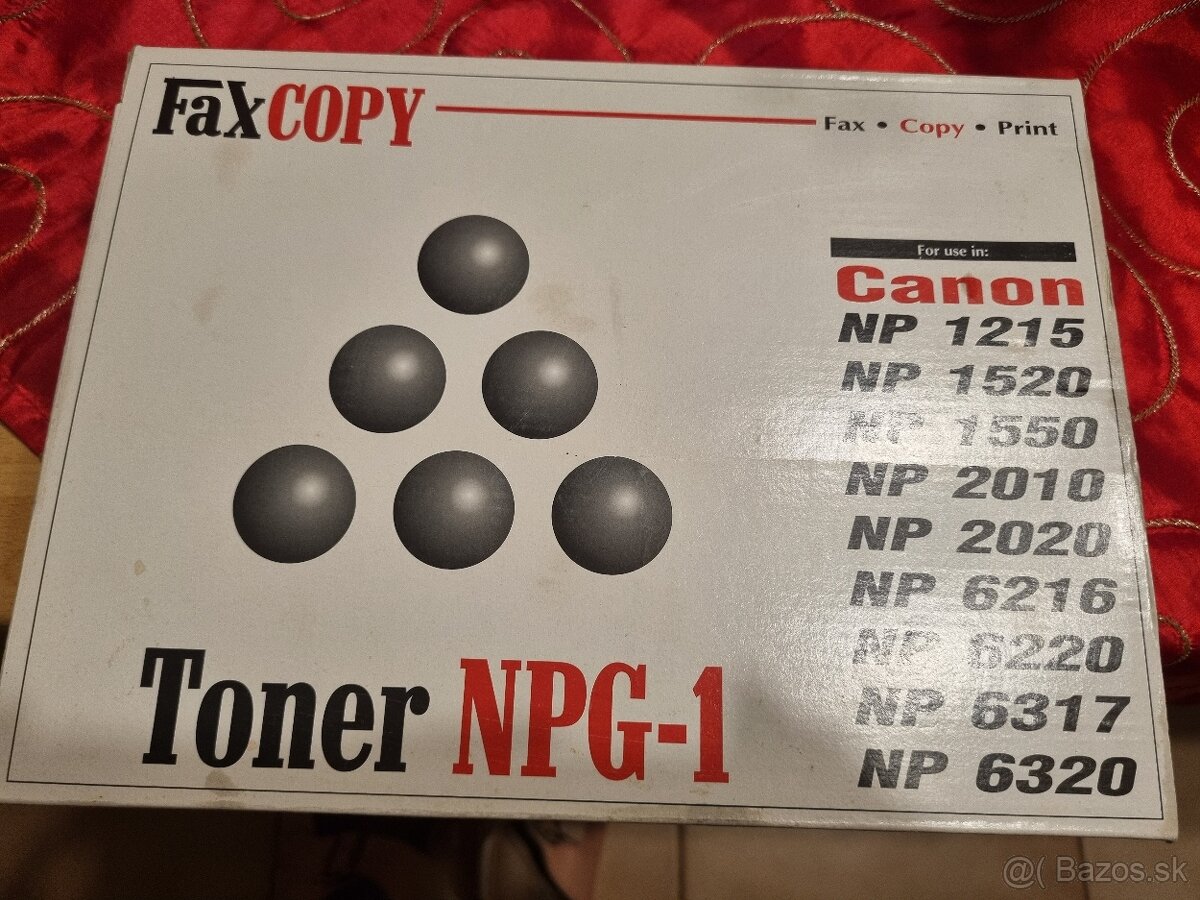 FaXCOPY
Fax • Copy • Print
For use in:
Canon
NP 1215
NP 1520
NP 1550
NP 2010
NP 2020
NP 6216
NP 6220
NP 6317
NP 6320
Toner NPG-1
@( Bazos.sk